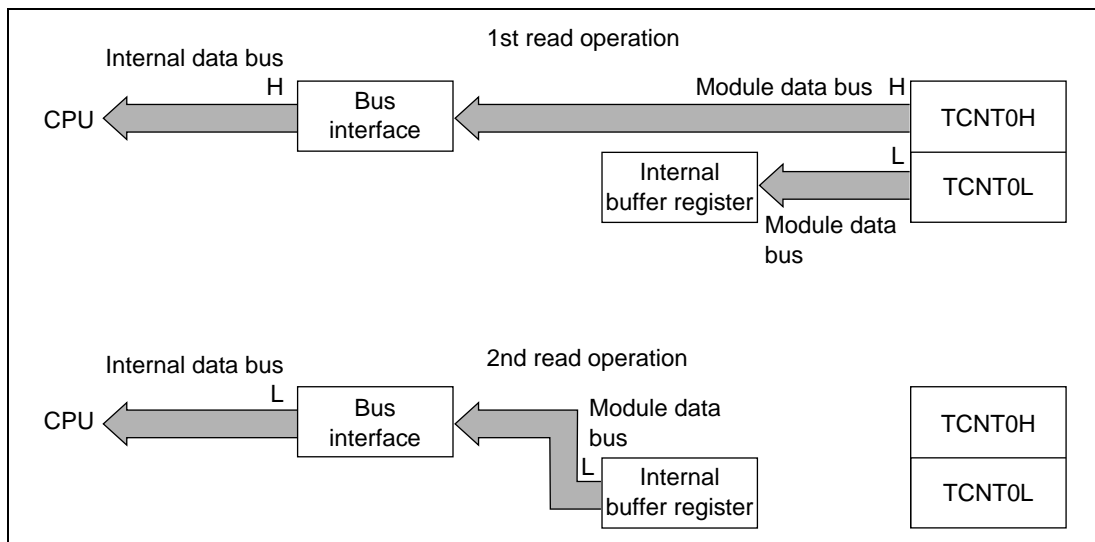 1st read operation
Internal data bus
H
Module data bus H
CPU
Bus
interface
TCNT0H
L
Internal
buffer register
TCNT0L
Module data
bus
2nd read operation
Internal data bus
L
CPU
Bus
interface
Module data
bus
TCNT0H
L
Internal
buffer register
TCNT0L